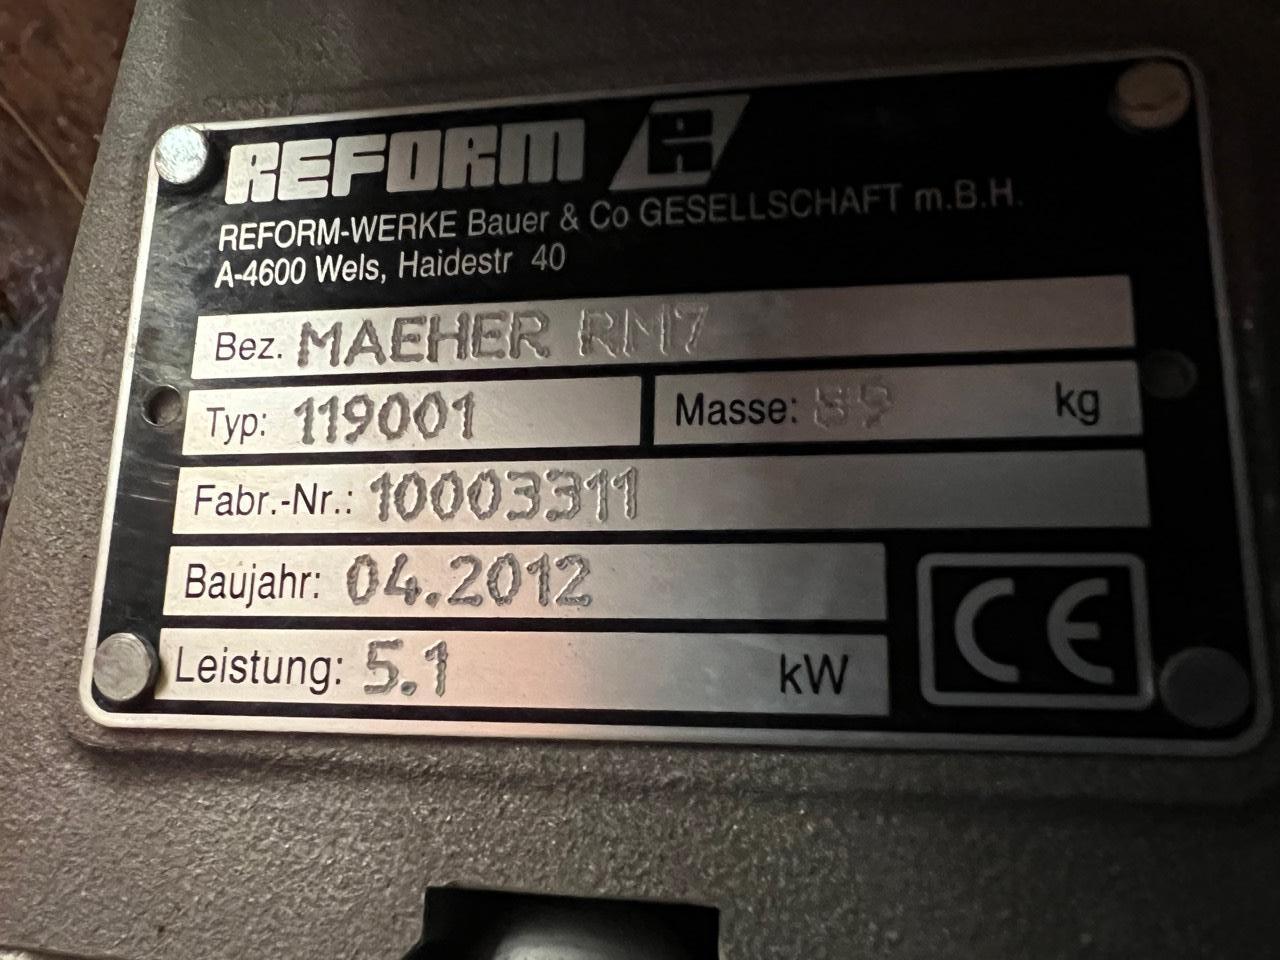 REFORM R
REFORM-WERKE Bauer & Co GESELLSCHAFT m.B.H.
A-4600 Wels, Haidestr 40
Bez. MAEHER RM7
Typ: 119001 Masse: 89 kg
Fabr.-Nr.: 10003311
Baujahr: 04.2012
Leistung: 5.1 kW
CE